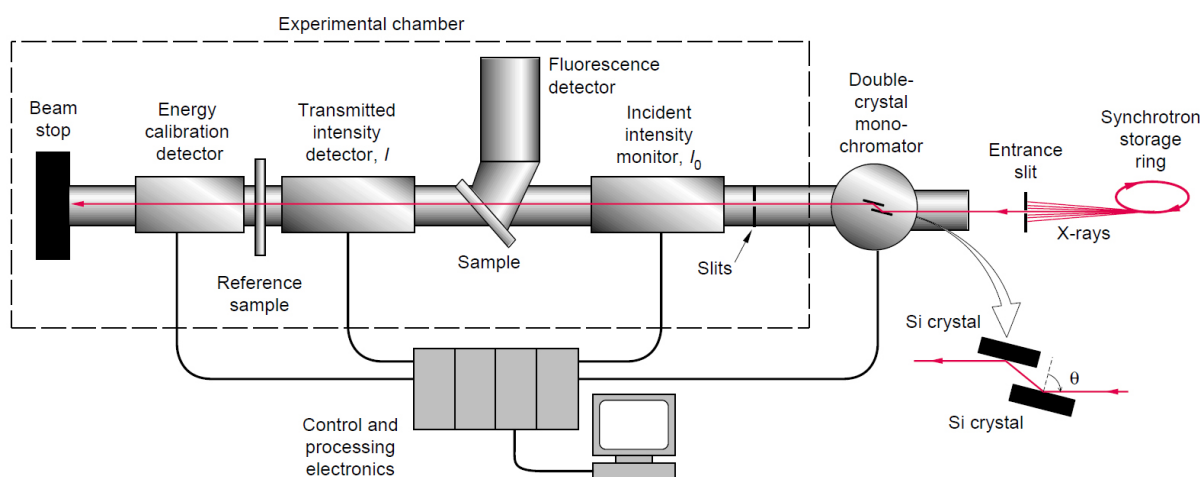 Experimental chamber
Beam
stop
Energy
calibration
detector
Transmitted
intensity
detector, I
Fluorescence
detector
Incident
intensity
monitor, I0
Double-
crystal
mono-
chromator
Entrance
slit
Synchrotron
storage
ring
X-rays
Reference
sample
Sample
Slits
Si crystal
θ
Si crystal
Control and
processing
electronics